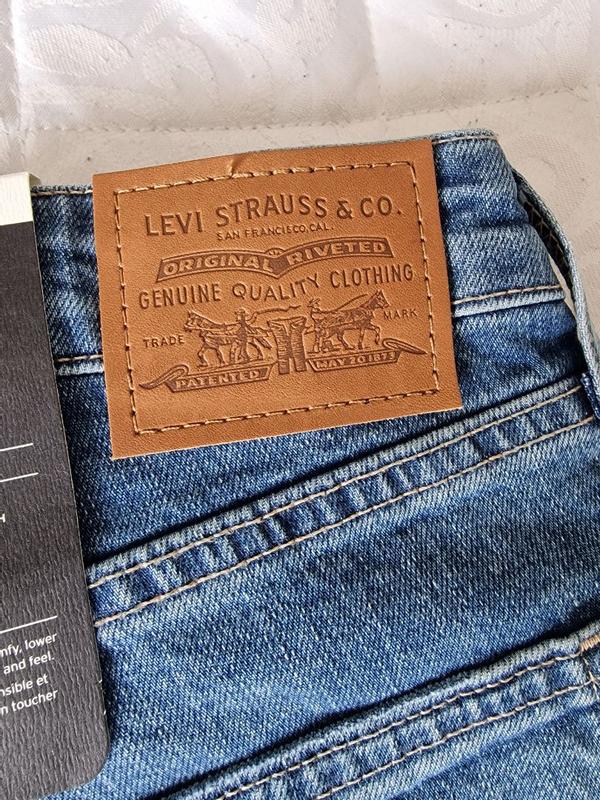 LEVI STRAUSS & CO.
SAN FRANCISCO, CAL.
ORIGINAL RIVETED
GENUINE QUALITY CLOTHING
TRADE MARK
PATENTED MAY 20 1873
H
mfy, lower
and feel.
nsible et
n toucher